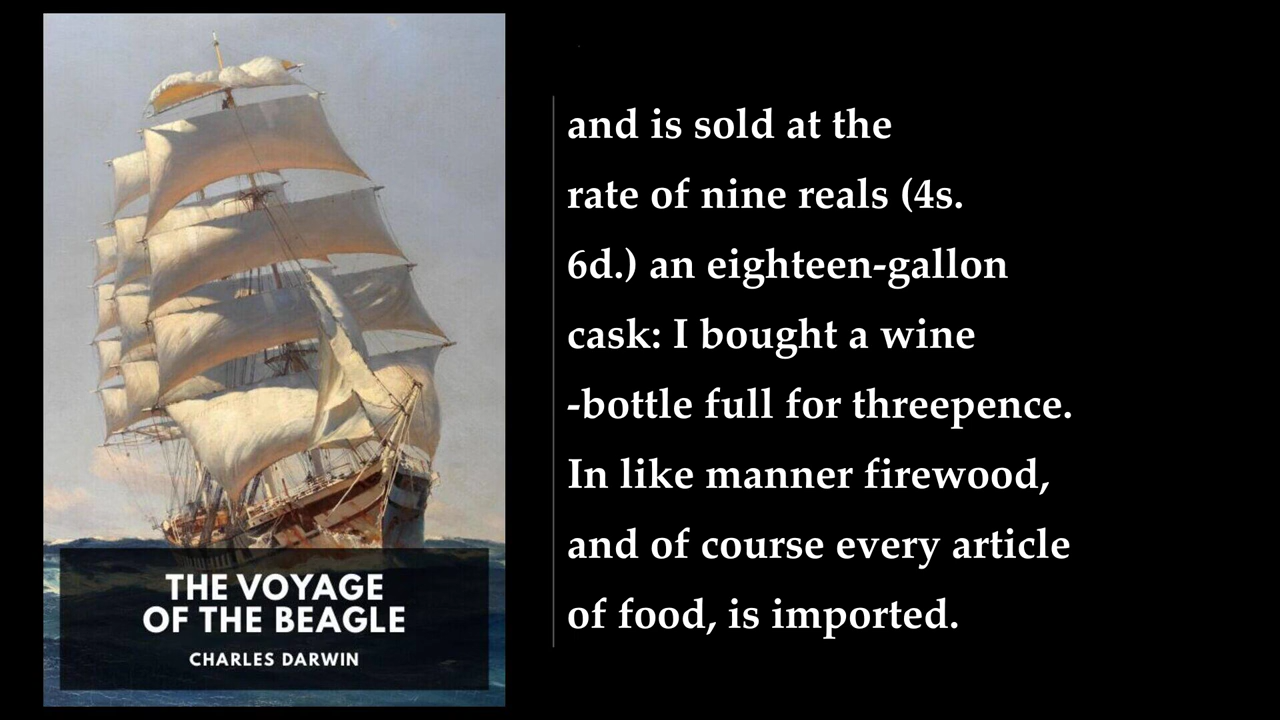 THE VOYAGE
OF THE BEAGLE
CHARLES DARWIN
and is sold at the
rate of nine reals (4s.
6d.) an eighteen-gallon
cask: I bought a wine
-bottle full for threepence.
In like manner firewood,
and of course every article
of food, is imported.